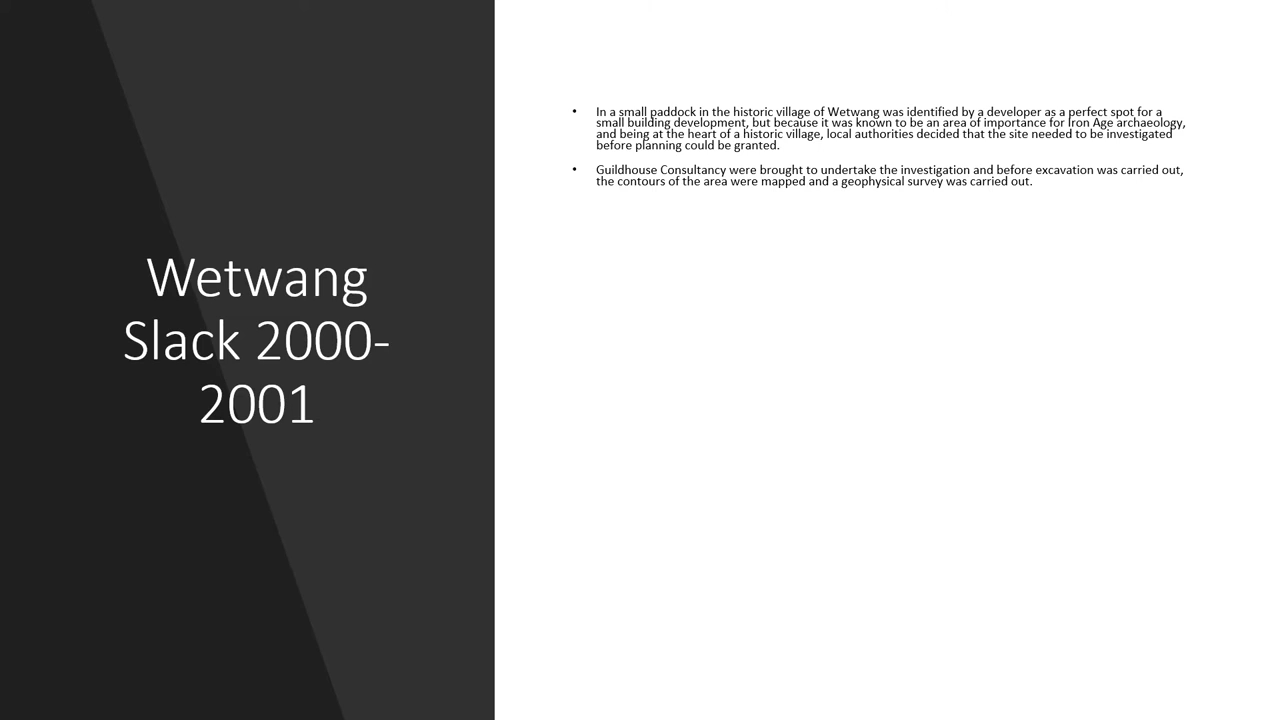 Wetwang
Slack 2000-
2001
• In a small paddock in the historic village of Wetwang was identified by a developer as a perfect spot for a
small building development, but because it was known to be an area of importance for Iron Age archaeology,
and being at the heart of a historic village, local authorities decided that the site needed to be investigated
before planning could be granted.
• Guildhouse Consultancy were brought to undertake the investigation and before excavation was carried out,
the contours of the area were mapped and a geophysical survey was carried out.